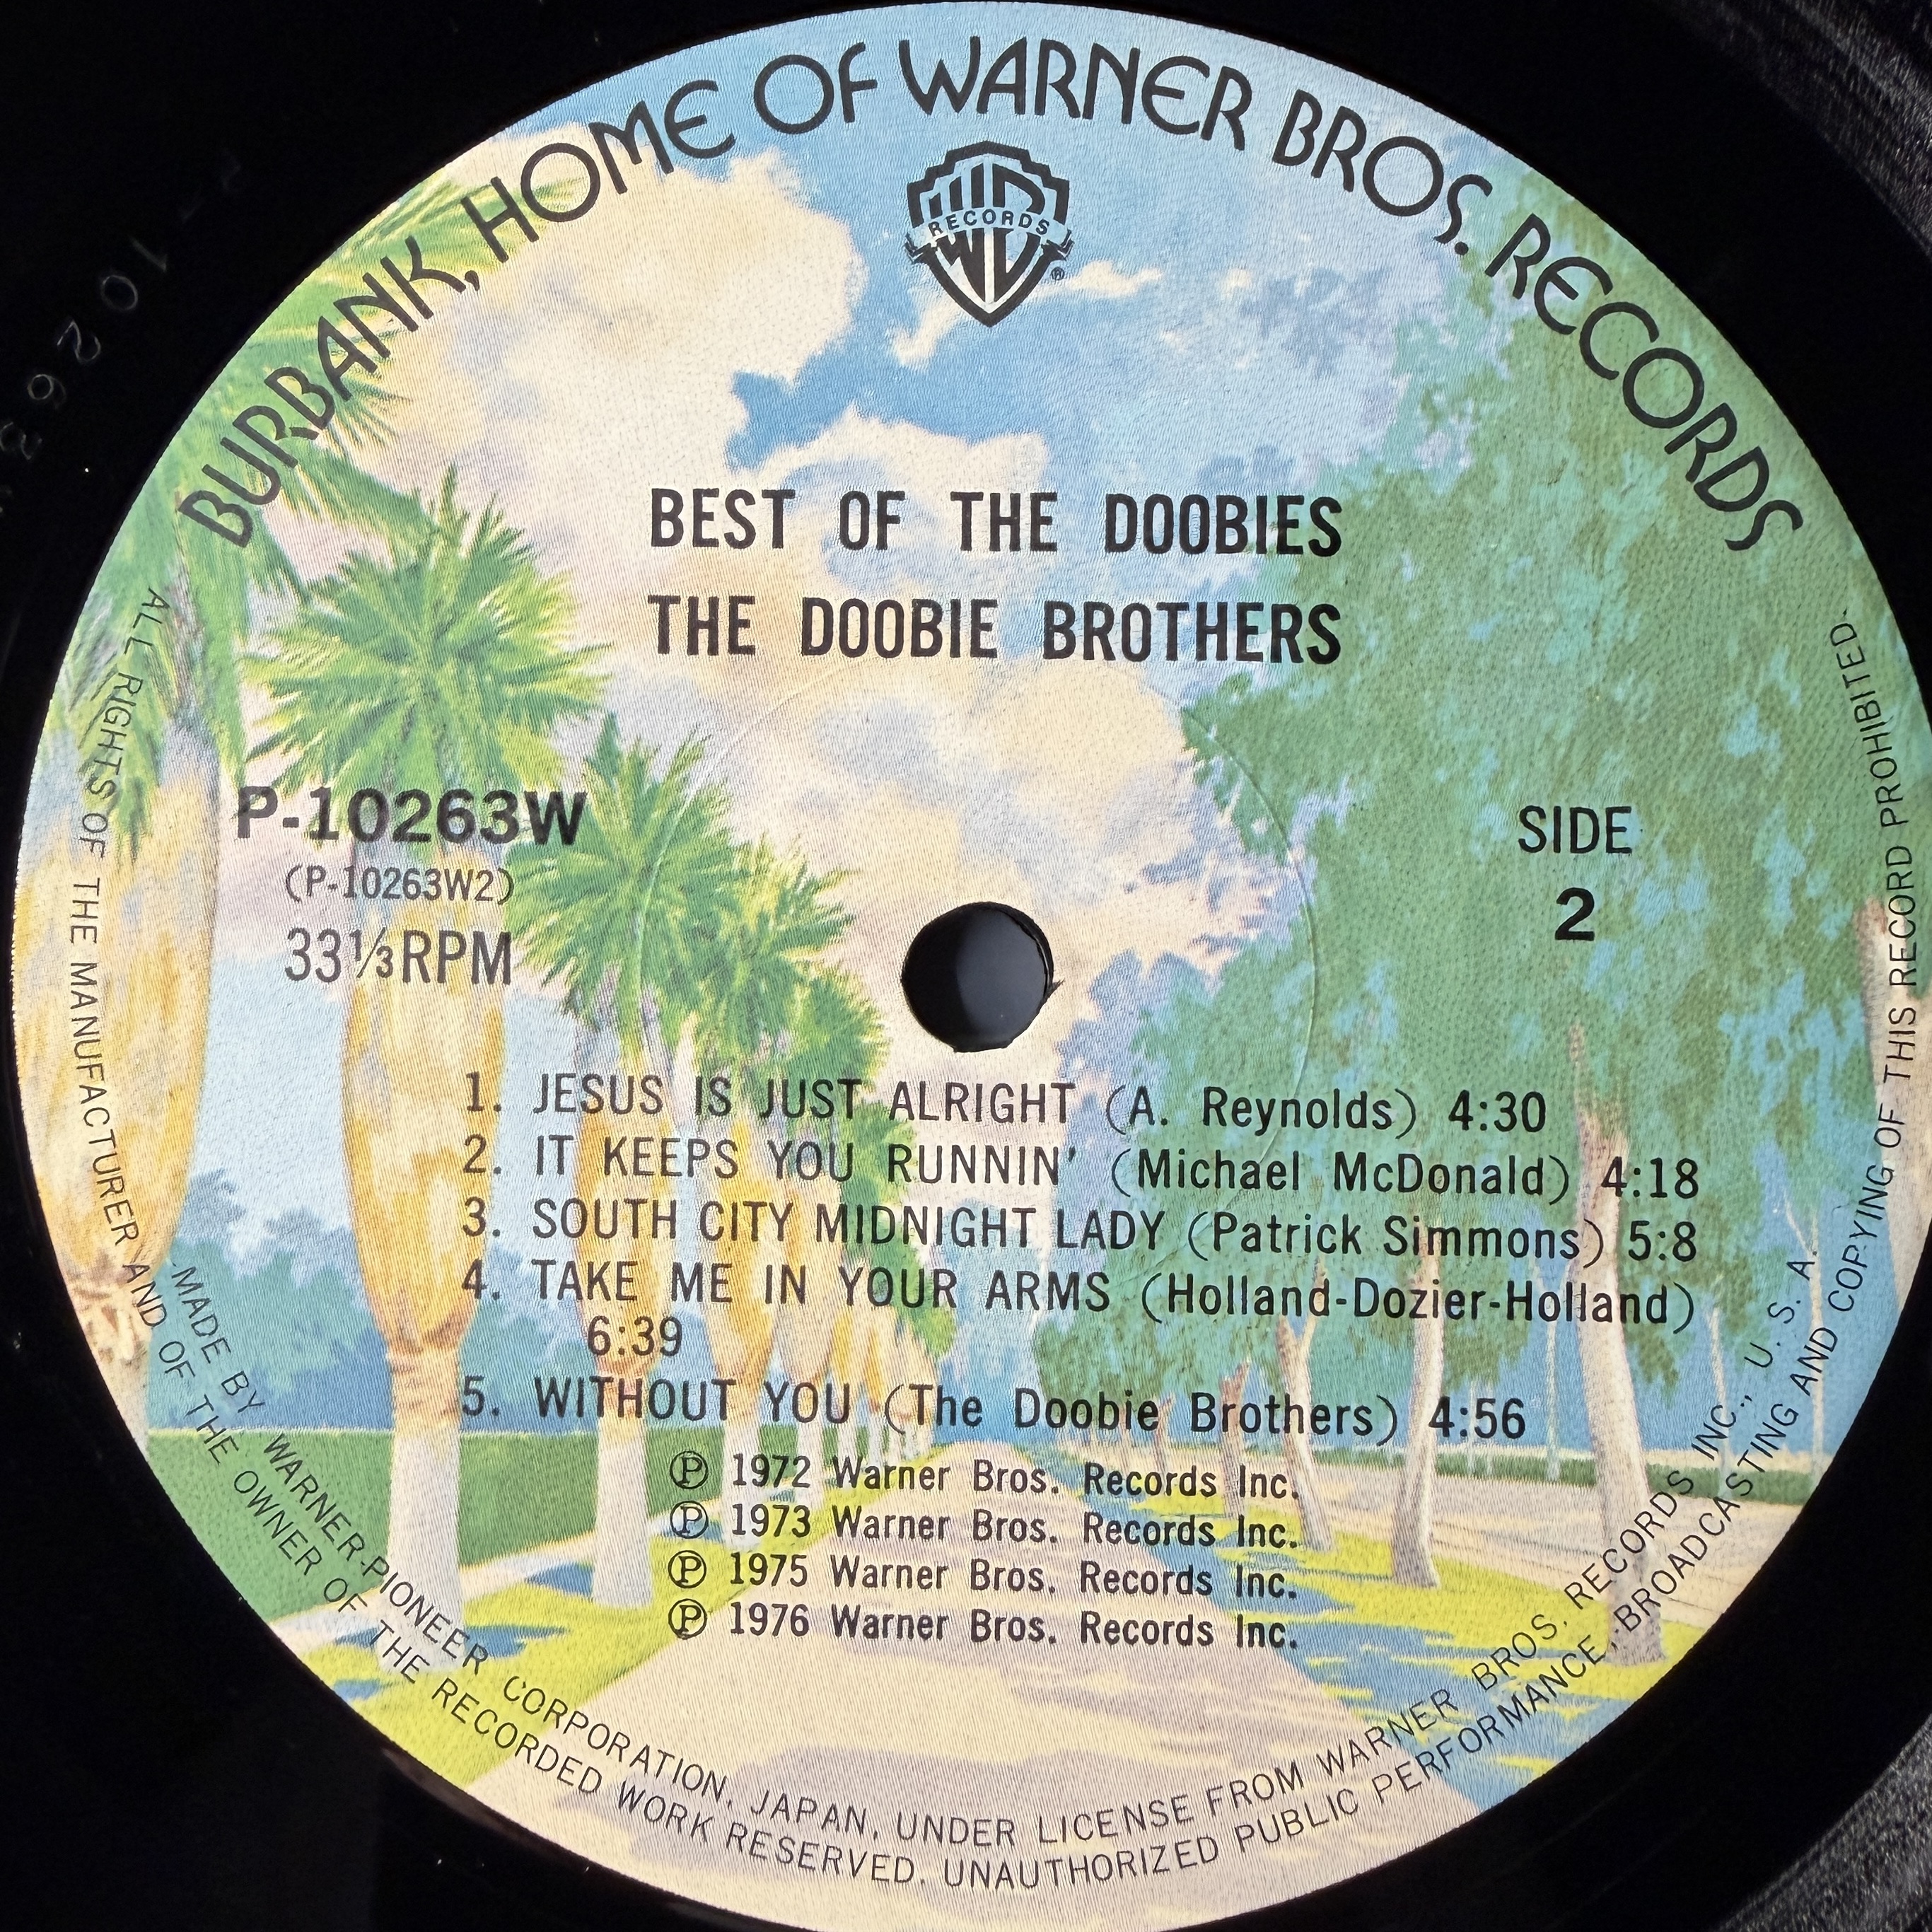 BURBANK, HOME OF WARNER BROS. RECORDS
WB
RECORDS
®
BEST OF THE DOOBIES
THE DOOBIE BROTHERS
P-10263W
(P-10263W2)
33⅓RPM
SIDE
2
1. JESUS IS JUST ALRIGHT (A. Reynolds) 4:30
2. IT KEEPS YOU RUNNIN' (Michael McDonald) 4:18
3. SOUTH CITY MIDNIGHT LADY (Patrick Simmons) 5:8
4. TAKE ME IN YOUR ARMS (Holland-Dozier-Holland)
6:39
5. WITHOUT YOU (The Doobie Brothers) 4:56
Ⓟ 1972 Warner Bros. Records Inc.
Ⓟ 1973 Warner Bros. Records Inc.
Ⓟ 1975 Warner Bros. Records Inc.
Ⓟ 1976 Warner Bros. Records Inc.
MADE BY WARNER-PIONEER CORPORATION, JAPAN, UNDER LICENSE FROM WARNER BROS. RECORDS INC., U. S. A.
ALL RIGHTS OF THE MANUFACTURER AND OF THE OWNER OF THE RECORDED WORK RESERVED. UNAUTHORIZED PUBLIC PERFORMANCE, BROADCASTING AND COPYING OF THIS RECORD PROHIBITED.